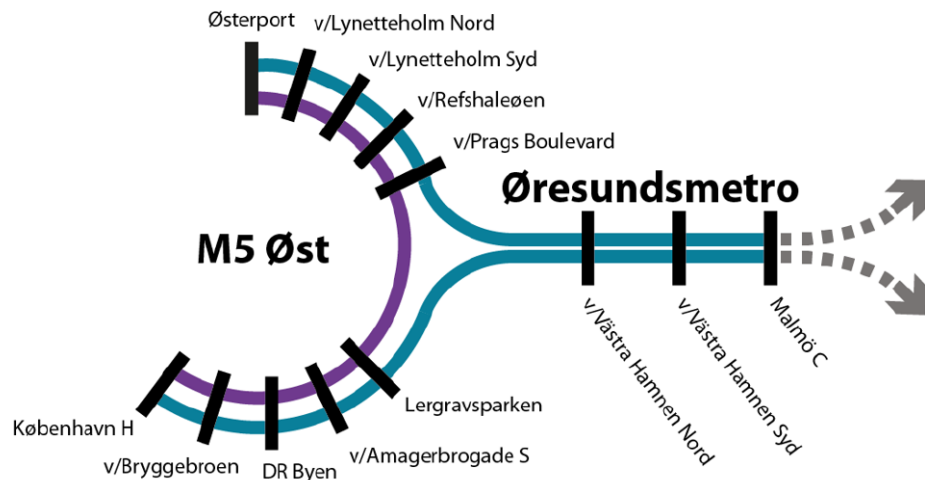 Østerport
v/Lynetteholm Nord
v/Lynetteholm Syd
v/Refshaleøen
v/Prags Boulevard
Øresundsmetro
M5 Øst
v/Västra Hamnen Nord
v/Västra Hamnen Syd
Malmö C
Lergravsparken
København H
v/Amagerbrogade S
v/Bryggebroen
DR Byen